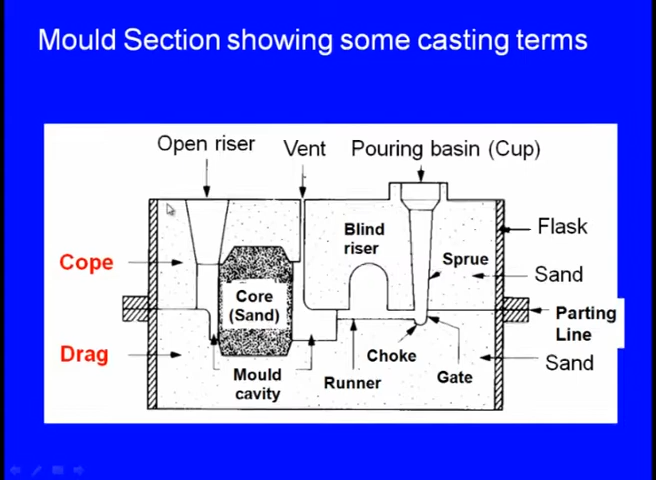 Mould Section showing some casting terms
Open riser
Vent
Pouring basin (Cup)
Blind
riser
Flask
Sprue
Cope
Sand
Core
(Sand)
Parting
Line
Drag
Choke
Sand
Mould
cavity
Runner
Gate